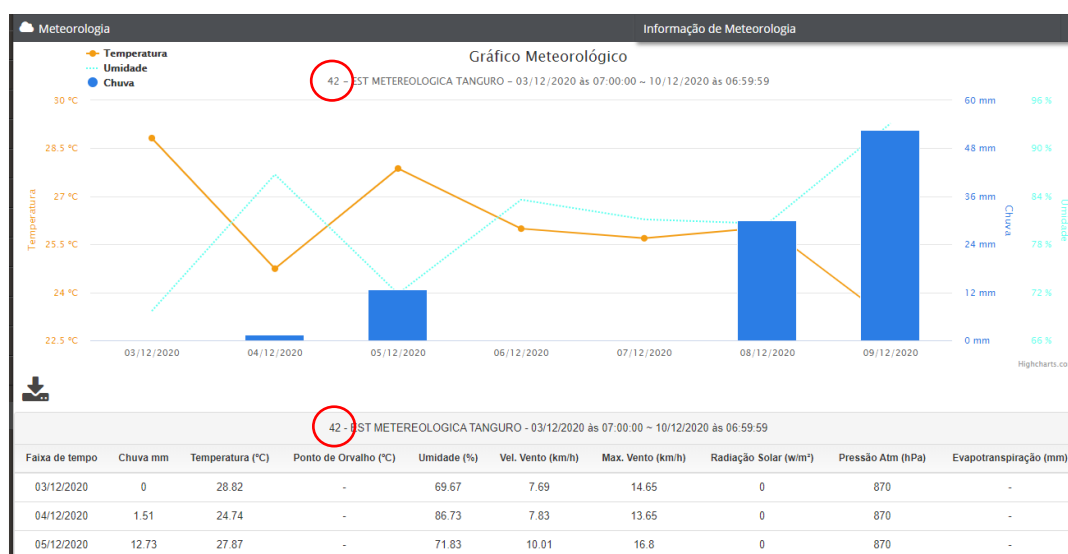 Meteorologia
Informação de Meteorologia
Temperatura
Umidade
Chuva
Gráfico Meteorológico
42 - EST METEREOLOGICA TANGURO - 03/12/2020 às 07:00:00 ~ 10/12/2020 às 06:59:59
30 ºC 60 mm 96 %
28.5 ºC 48 mm 90 %
27 ºC 36 mm 84 %
25.5 ºC 24 mm 78 %
24 ºC 12 mm 72 %
22.5 ºC 0 mm 66 %
Temperatura
Chuva
Umidade
03/12/2020 04/12/2020 05/12/2020 06/12/2020 07/12/2020 08/12/2020 09/12/2020
Highcharts.co
42 - EST METEREOLOGICA TANGURO - 03/12/2020 às 07:00:00 ~ 10/12/2020 às 06:59:59
Faixa de tempo Chuva mm Temperatura (ºC) Ponto de Orvalho (ºC) Umidade (%) Vel. Vento (km/h) Max. Vento (km/h) Radiação Solar (w/m²) Pressão Atm (hPa) Evapotranspiração (mm)
03/12/2020 0 28.82 - 69.67 7.69 14.65 0 870 -
04/12/2020 1.51 24.74 - 86.73 7.83 13.65 0 870 -
05/12/2020 12.73 27.87 - 71.83 10.01 16.8 0 870 -